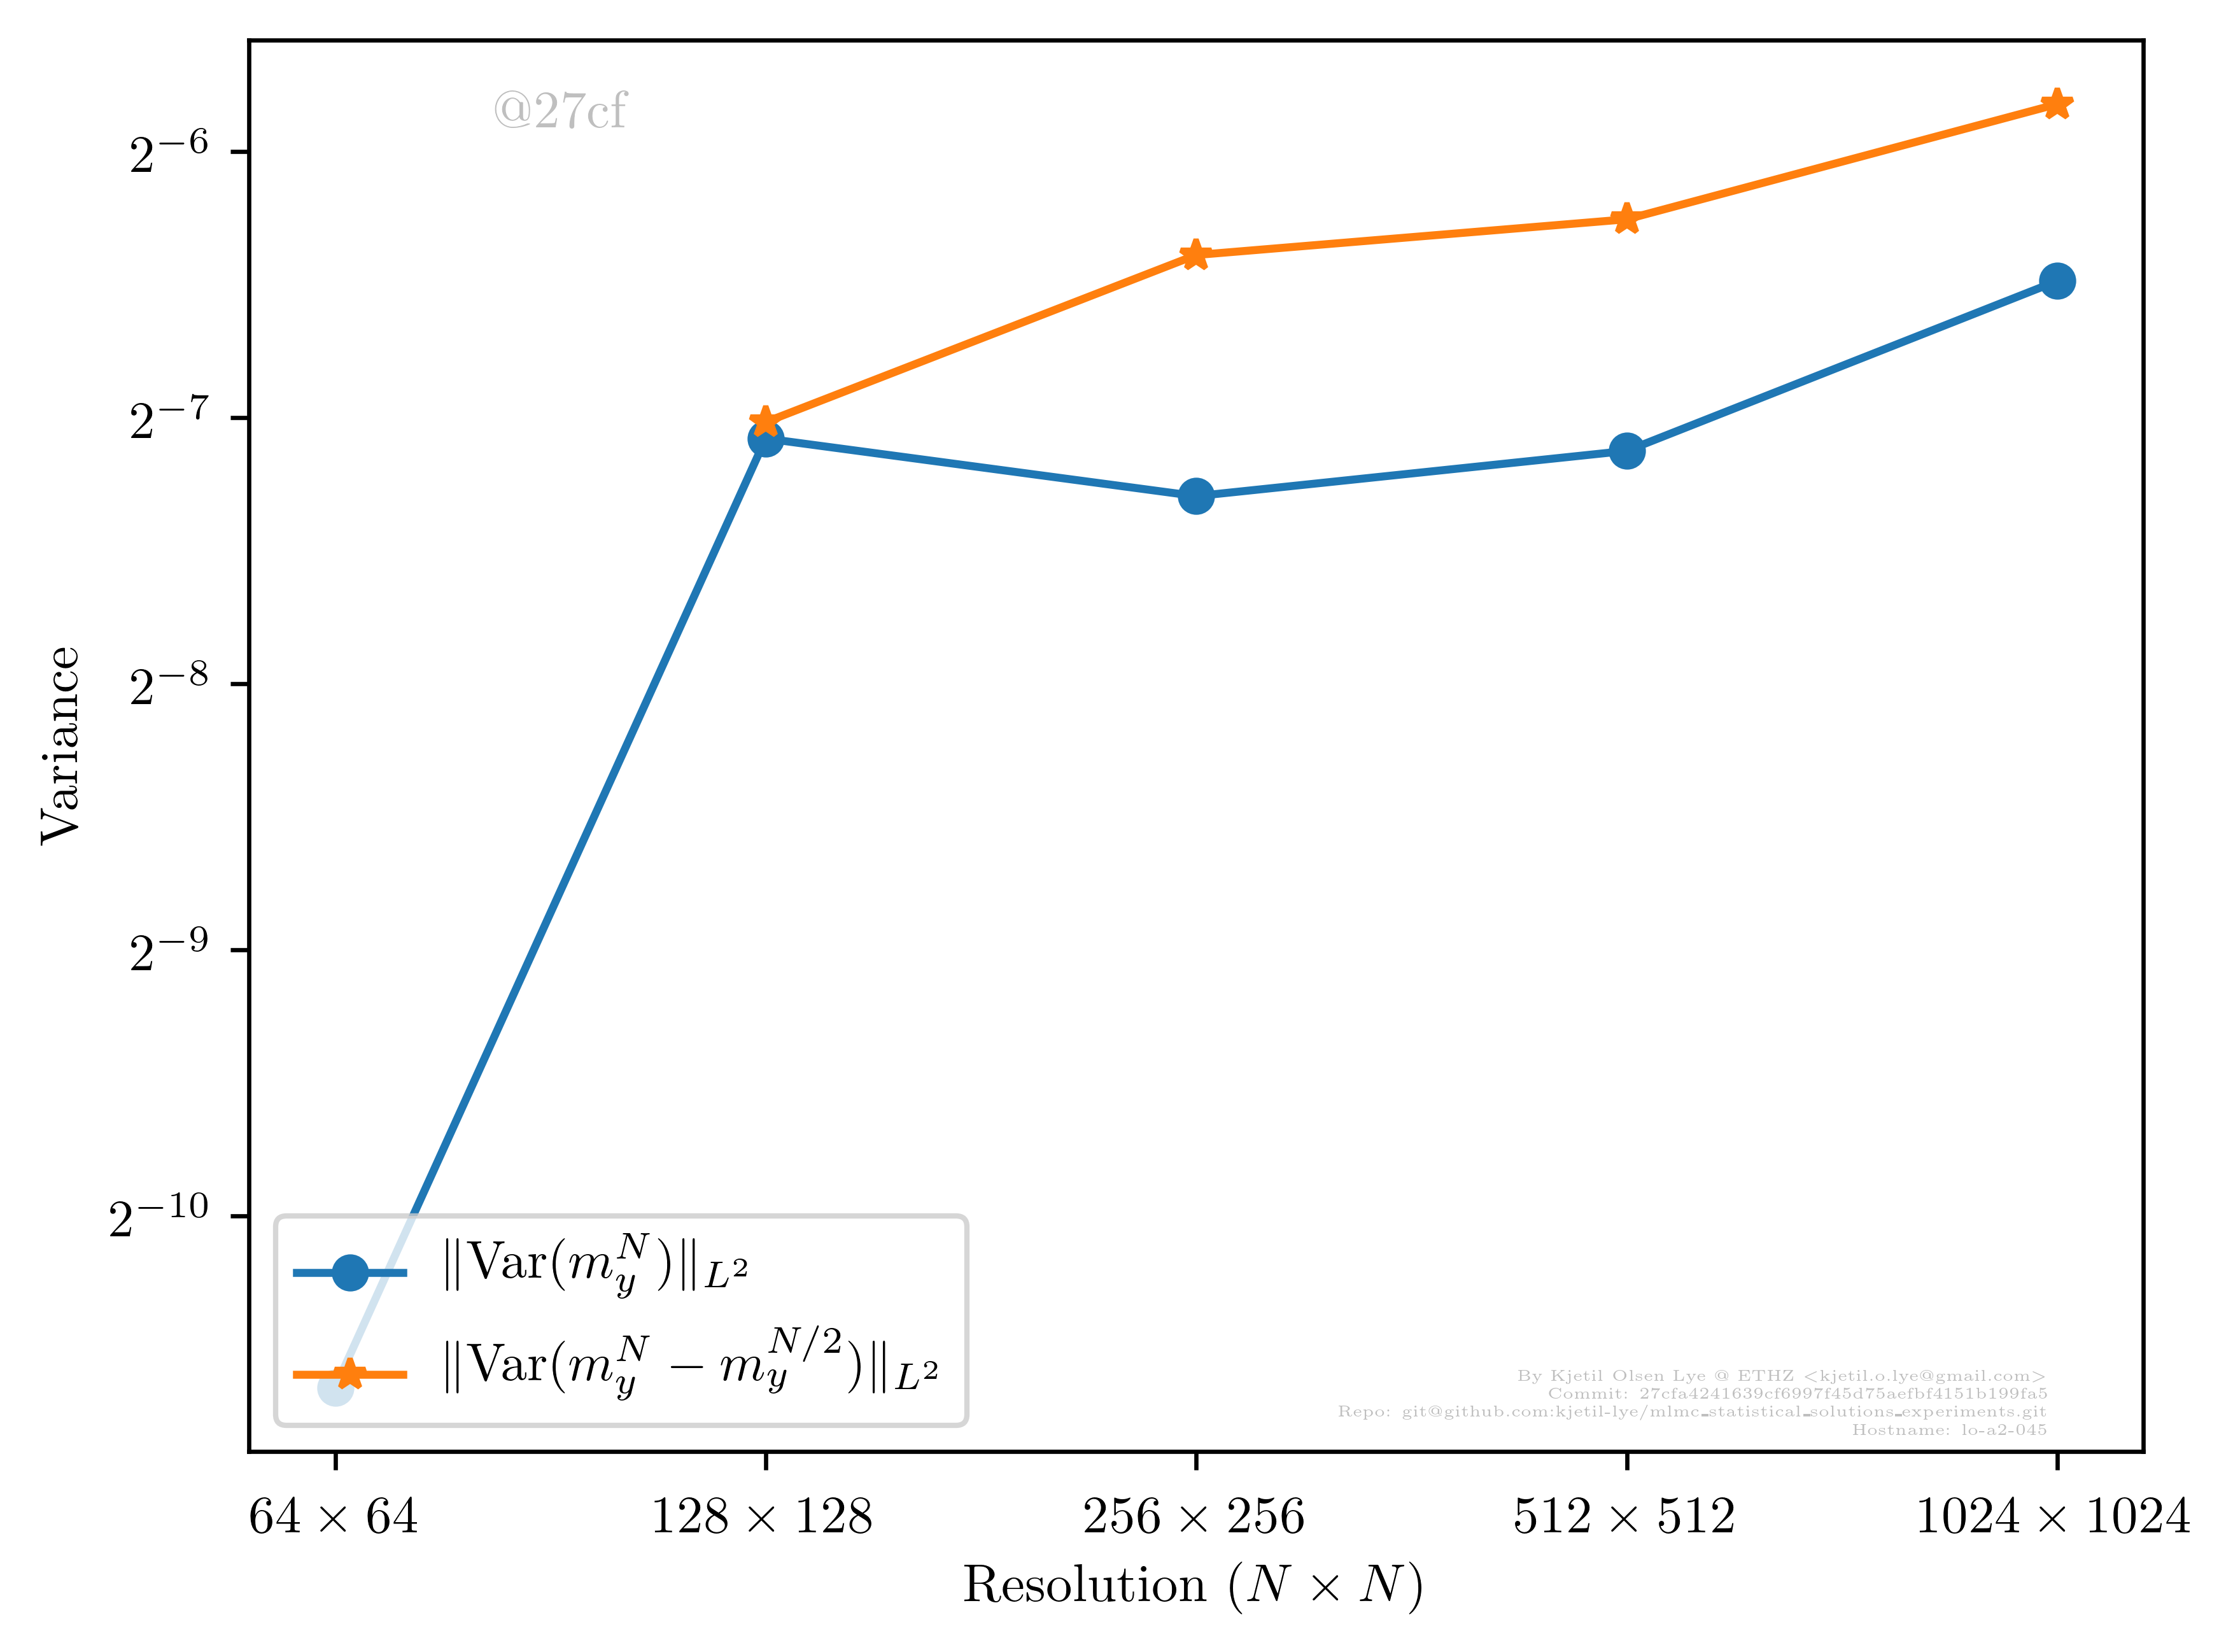 @27cf
2^{-6}
2^{-7}
2^{-8}
2^{-9}
2^{-10}
Variance
‖Var(m_y^N)‖_{L^2}
‖Var(m_y^N − m_y^{N/2})‖_{L^2}
By Kjetil Olsen Lye @ ETHZ <kjetil.o.lye@gmail.com>
Commit: 27cfa4241639cf6997f45d75aefbf4151b199fa5
Repo: git@github.com:kjetil-lye/mlmc_statistical_solutions_experiments.git
Hostname: lo-a2-045
64 × 64 128 × 128 256 × 256 512 × 512 1024 × 1024
Resolution (N × N)